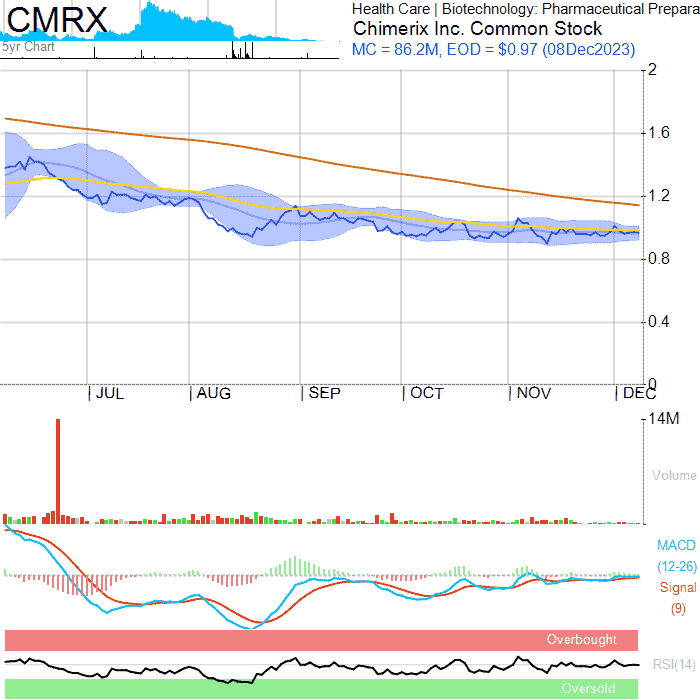 CMRX
Health Care | Biotechnology: Pharmaceutical Prepara
Chimerix Inc. Common Stock
5yr Chart
MC = 86.2M, EOD = $0.97 (08Dec2023)
2
1.6
1.2
0.8
0.4
0
JUL AUG SEP OCT NOV DEC
14M
Volume
MACD
(12-26)
Signal
(9)
Overbought
RSI(14)
Oversold